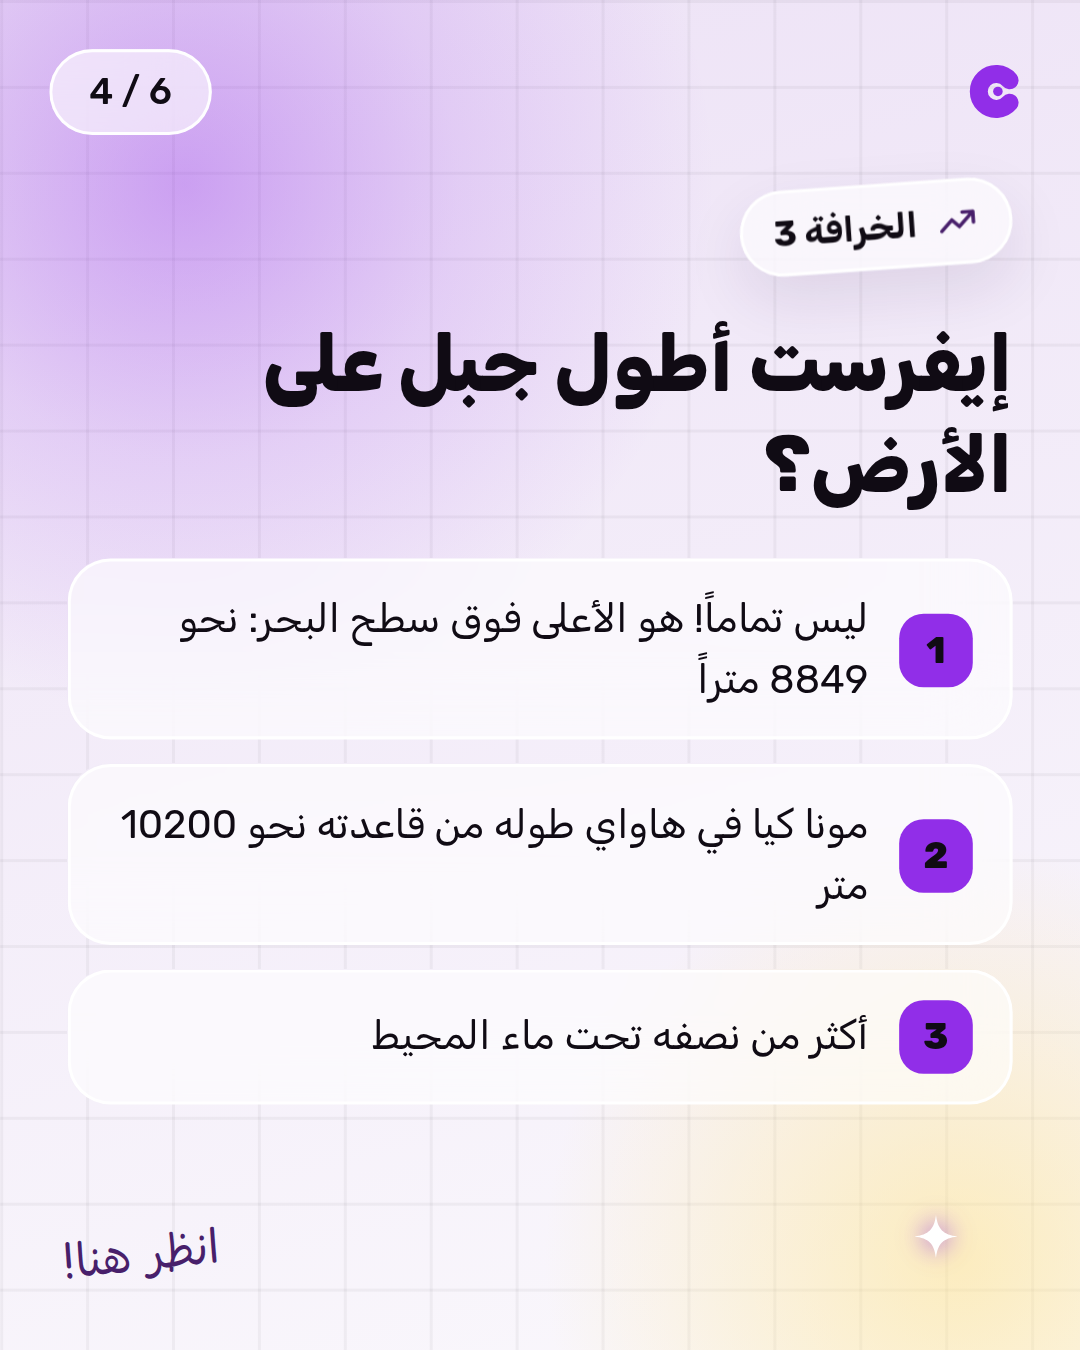 4 / 6
الخرافة 3
إيفرست أطول جبل على
الأرض؟
1
ليس تماماً! هو الأعلى فوق سطح البحر: نحو
8849 متراً
2
مونا كيا في هاواي طوله من قاعدته نحو 10200
متر
3
أكثر من نصفه تحت ماء المحيط
انظر هنا!